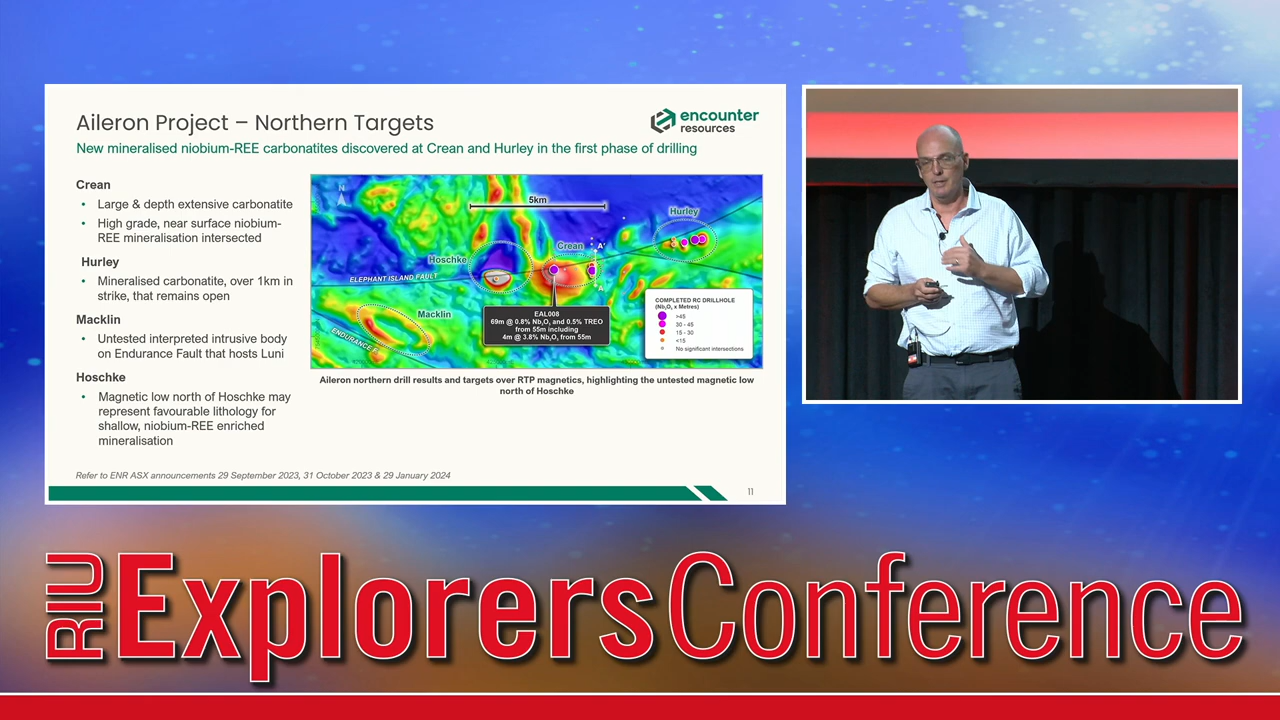 Aileron Project – Northern Targets
encounter
resources
New mineralised niobium-REE carbonatites discovered at Crean and Hurley in the first phase of drilling
Crean
• Large & depth extensive carbonatite
• High grade, near surface niobium-
REE mineralisation intersected
Hurley
• Mineralised carbonatite, over 1km in
strike, that remains open
Macklin
• Untested interpreted intrusive body
on Endurance Fault that hosts Luni
Hoschke
• Magnetic low north of Hoschke may
represent favourable lithology for
shallow, niobium-REE enriched
mineralisation
N
5km
Hurley
Crean
A'
Hoschke
A
ELEPHANT ISLAND FAULT
Macklin
ENDURANCE F
EAL008
69m @ 0.8% Nb₂O₅ and 0.5% TREO
from 55m including
4m @ 3.8% Nb₂O₅ from 55m
COMPLETED RC DRILLHOLE
(Nb₂O₅ x Metres)
>45
30 - 45
15 - 30
<15
No significant intersections
Aileron northern drill results and targets over RTP magnetics, highlighting the untested magnetic low
north of Hoschke
Refer to ENR ASX announcements 29 September 2023, 31 October 2023 & 29 January 2024
11
RIU ExplorersConference